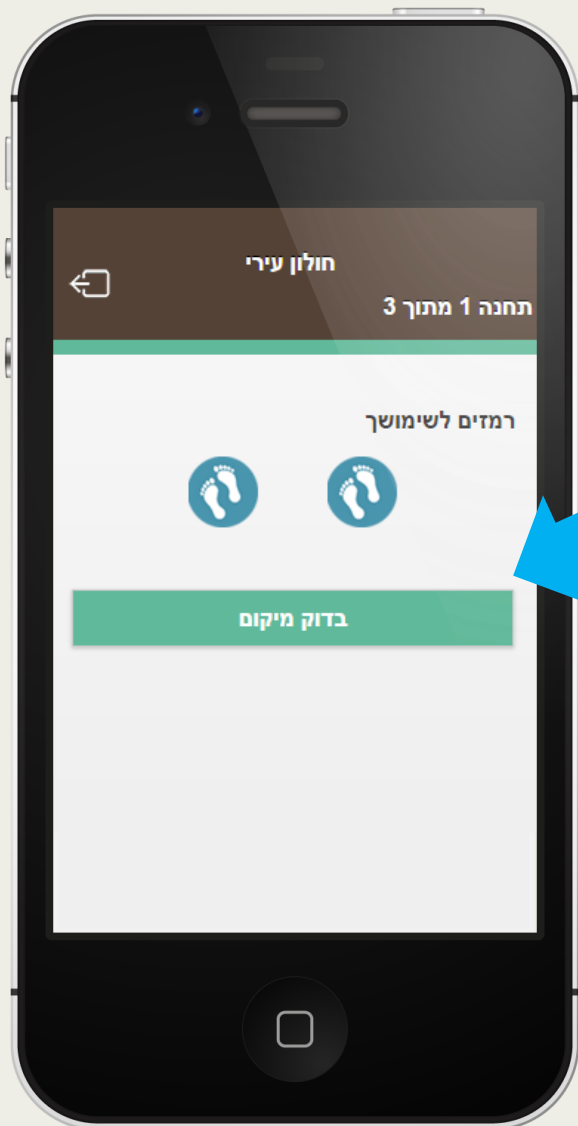 חולון עירי
תחנה 1 מתוך 3
רמזים לשימושך
בדוק מיקום